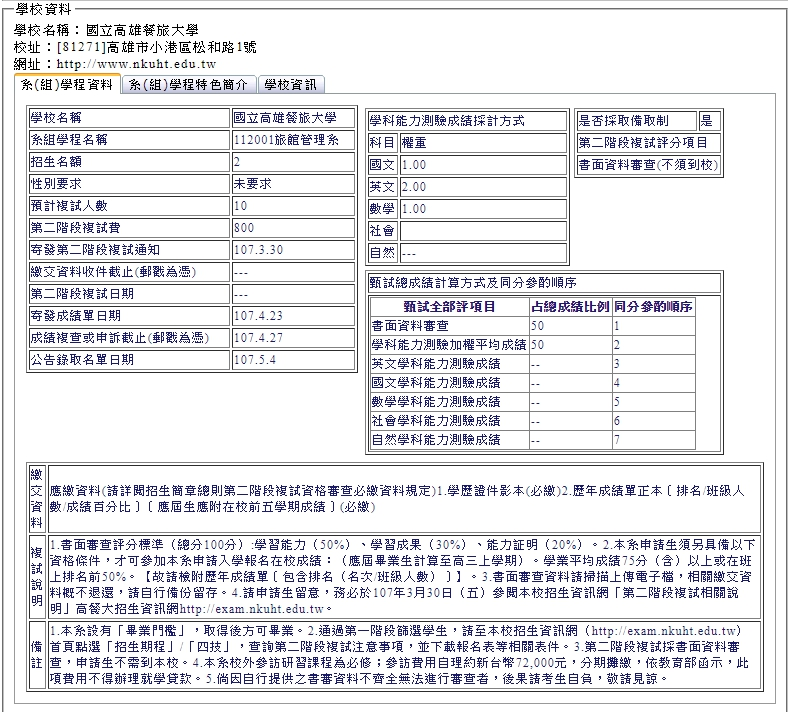 學校資料
學校名稱：國立高雄餐旅大學
校址：[81271]高雄市小港區松和路1號
網址：http://www.nkuht.edu.tw
系(組)學程資料 系(組)學程特色簡介 學校資訊
學校名稱 國立高雄餐旅大學
系組學程名稱 112001旅館管理系
招生名額 2
性別要求 未要求
預計複試人數 10
第二階段複試費 800
寄發第二階段複試通知 107.3.30
繳交資料收件截止(郵戳為憑) ---
第二階段複試日期 ---
寄發成績單日期 107.4.23
成績複查或申訴截止(郵戳為憑) 107.4.27
公告錄取名單日期 107.5.4
學科能力測驗成績採計方式
科目 權重
國文 1.00
英文 2.00
數學 1.00
社會
自然 ---
是否採取備取制 是
第二階段複試評分項目
書面資料審查(不須到校)
甄試總成績計算方式及同分參酌順序
甄試全部評項目 占總成績比例 同分參酌順序
書面資料審查 50 1
學科能力測驗加權平均成績 50 2
英文學科能力測驗成績 -- 3
國文學科能力測驗成績 -- 4
數學學科能力測驗成績 -- 5
社會學科能力測驗成績 -- 6
自然學科能力測驗成績 -- 7
繳交資料
應繳資料(請詳閱招生簡章總則第二階段複試資格審查必繳資料規定)1.學歷證件影本(必繳)2.歷年成績單正本〔排名/班級人
數/成績百分比〕〔應屆生應附在校前五學期成績〕(必繳)
複試說明
1.書面審查評分標準（總分100分）:學習能力（50%）、學習成果（30%）、能力証明（20%）。2.本系申請生須另具備以下
資格條件，才可參加本系申請入學報名在校成績：（應屆畢業生計算至高三上學期）。學業平均成績75分（含）以上或在班
上排名前50%。【故請檢附歷年成績單〔包含排名（名次/班級人數）〕】。3.書面審查資料請掃描上傳電子檔，相關繳交資
料概不退還，請自行備份留存。4.請申請生留意，務必於107年3月30日（五）參閱本校招生資訊網「第二階段複試相關說
明」高餐大招生資訊網http://exam.nkuht.edu.tw。
備註
1.本系設有「畢業門檻」，取得後方可畢業。2.通過第一階段篩選學生，請至本校招生資訊網（http://exam.nkuht.edu.tw）
首頁點選「招生期程」/「四技」，查詢第二階段複試注意事項，並下載報名表等相關表件。3.第二階段複試採書面資料審
查，申請生不需到本校。4.本系校外參訪研習課程為必修；參訪費用自理約新台幣72,000元，分期攤繳，依教育部函示，此
項費用不得辦理就學貸款。5.倘因自行提供之書審資料不齊全無法進行審查者，後果請考生自負，敬請見諒。